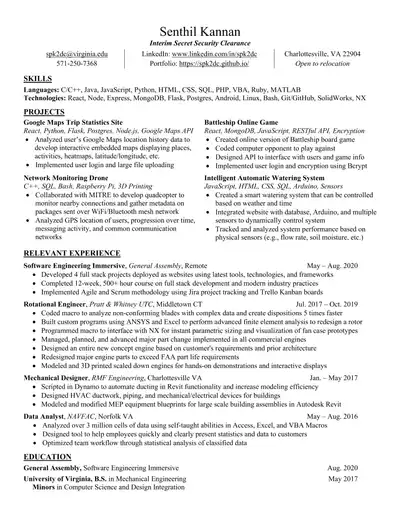 Senthil Kannan
Interim Secret Security Clearance
spk2dc@virginia.edu
571-250-7368
LinkedIn: www.linkedin.com/in/spk2dc
Portfolio: https://spk2dc.github.io/
Charlottesville, VA 22904
Open to relocation
SKILLS
Languages: C/C++, Java, JavaScript, Python, HTML, CSS, SQL, PHP, VBA, Ruby, MATLAB
Technologies: React, Node, Express, MongoDB, Flask, Postgres, Android, Linux, Bash, Git/GitHub, SolidWorks, NX
PROJECTS
Google Maps Trip Statistics Site
React, Python, Flask, Postgres, Node.js, Google Maps API
• Analyzed user's Google Maps location history data to
develop interactive embedded maps displaying places,
activities, heatmaps, latitude/longitude, etc.
• Implemented user login and large file uploading
Network Monitoring Drone
C++, SQL, Bash, Raspberry Pi, 3D Printing
• Collaborated with MITRE to develop quadcopter to
monitor nearby connections and gather metadata on
packages sent over WiFi/Bluetooth mesh network
• Analyzed GPS location of users, progression over time,
messaging activity, and common communication
networks
Battleship Online Game
React, MongoDB, JavaScript, RESTful API, Encryption
• Created online version of Battleship board game
• Coded computer opponent to play against
• Designed API to interface with users and game info
• Implemented user login and encryption using Bcrypt
Intelligent Automatic Watering System
JavaScript, HTML, CSS, SQL, Arduino, Sensors
• Created a smart watering system that can be controlled
based on weather and time
• Integrated website with database, Arduino, and multiple
sensors to develop dynamic watering system
• Tracked and analyzed system performance based on
physical sensors (e.g., flow rate, soil moisture, etc.)
RELEVANT EXPERIENCE
Software Engineering Immersive, General Assembly, Remote May – Aug. 2020
• Developed 4 full stack projects deployed as websites using latest tools, technologies, and frameworks
• Completed 12-week, 500+ hour course on full stack development and modern industry practices
• Implemented Agile and Scrum methodology using Jira project tracking and Trello Kanban boards
Rotational Engineer, Pratt & Whitney UTC, Middletown CT Jul. 2017 – Oct. 2019
• Coded macro to analyze non-conforming blades with complex data and create dispositions 5 times faster
• Built custom programs using ANSYS and Excel to perform advanced finite element analysis to rotating parts
• Programmed macro to interface with NX for instant parametric sizing and visualization of fan case prototypes
• Managed, planned, and advanced major part change implemented in all commercial engines
• Designed an entire new engine concept based on customer's requirements and prior architecture
• Redesigned major engine parts to exceed FAA part life requirements
• Modeled and 3D printed scaled down engines for hands-on demonstrations and interactive displays
Mechanical Designer, RMF Engineering, Charlottesville VA Jan. – May 2017
• Scripted in Dynamo to automate ducting in Revit functionality and increase modeling efficiency
• Designed HVAC ductwork, piping, and mechanical/electrical devices for customers
• Modeled and modified MEP equipment blueprints for large scale building assemblies in Autodesk Revit
Data Analyst, NAVFAC, Norfolk VA May – Aug. 2016
• Analyzed over 3 million cells of data using self-taught abilities in Access, Excel, and VBA Macros
• Designed tool to help employees quickly and clearly present statistics and data to customers
• Optimized team workflow through statistical analysis of classified data
EDUCATION
General Assembly, Software Engineering Immersive Aug. 2020
University of Virginia, B.S. in Mechanical Engineering May 2017
Minors in Computer Science and Design Integration